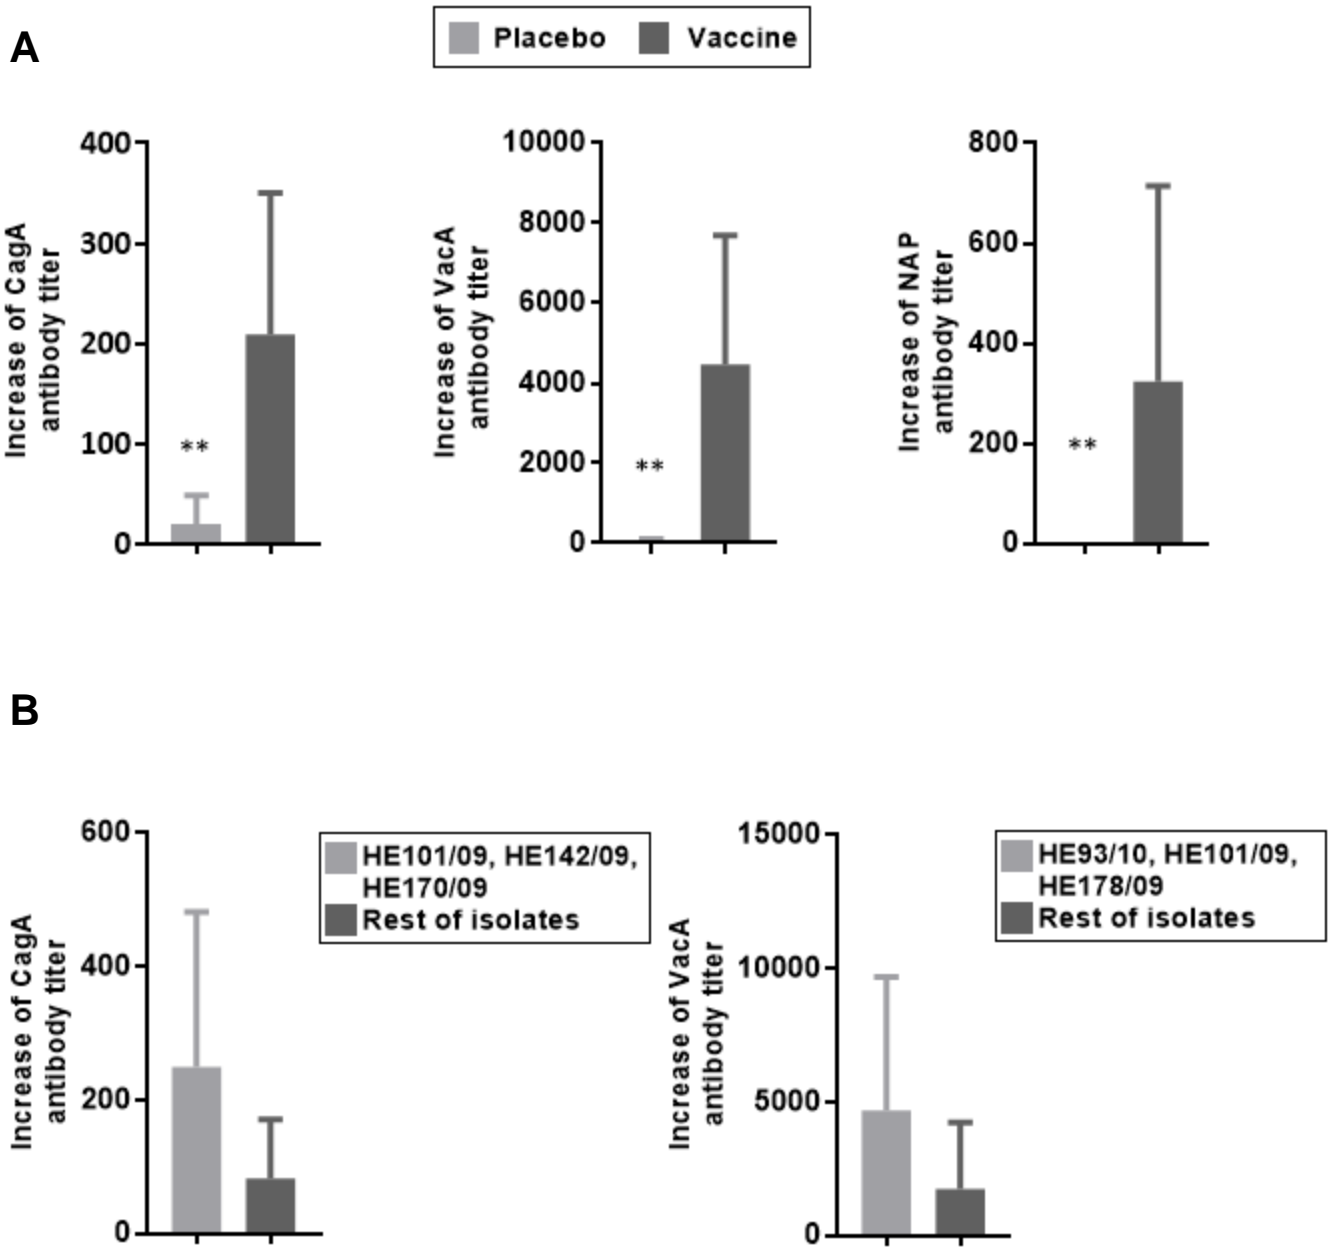 A
Placebo
Vaccine
Increase of CagA
antibody titer
400
300
200
100
0
**
Increase of VacA
antibody titer
10000
8000
6000
4000
2000
0
**
Increase of NAP
antibody titer
800
600
400
200
0
**
B
Increase of CagA
antibody titer
600
400
200
0
HE101/09, HE142/09,
HE170/09
Rest of isolates
Increase of VacA
antibody titer
15000
10000
5000
0
HE93/10, HE101/09,
HE178/09
Rest of isolates